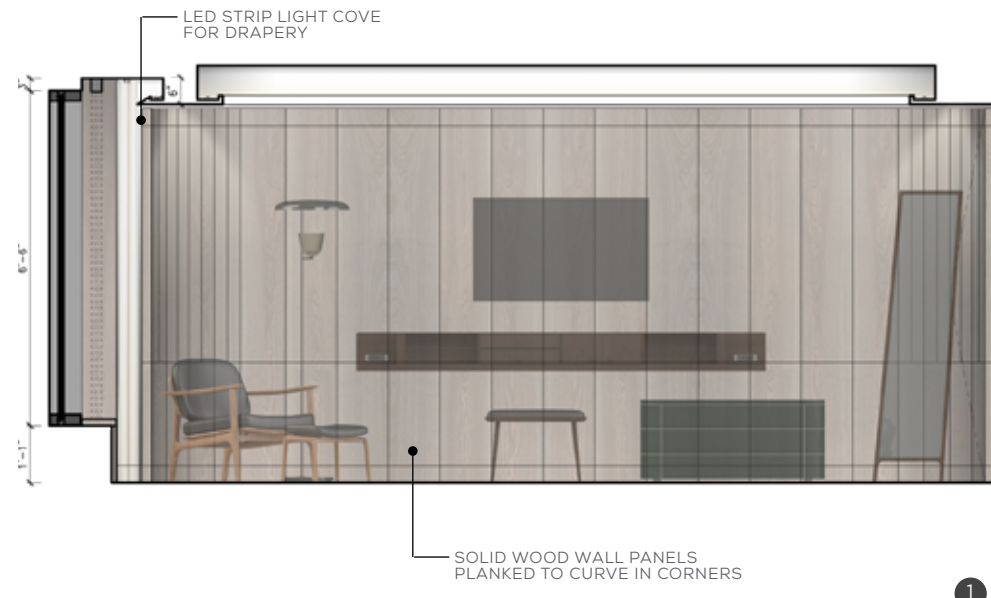 LED STRIP LIGHT COVE
FOR DRAPERY
6"
6'-6"
1'-1"
SOLID WOOD WALL PANELS
PLANKED TO CURVE IN CORNERS
1